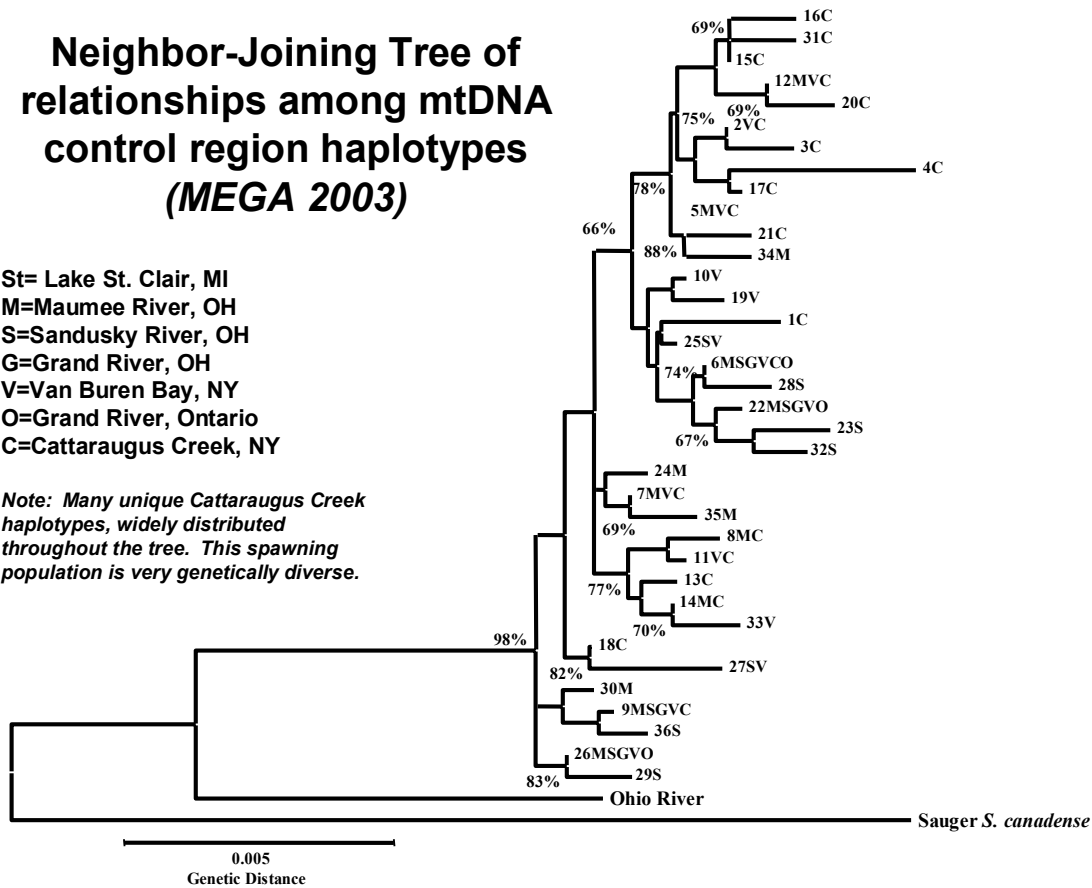 Neighbor-Joining Tree of
relationships among mtDNA
control region haplotypes
(MEGA 2003)
St= Lake St. Clair, MI
M=Maumee River, OH
S=Sandusky River, OH
G=Grand River, OH
V=Van Buren Bay, NY
O=Grand River, Ontario
C=Cattaraugus Creek, NY
Note: Many unique Cattaraugus Creek
haplotypes, widely distributed
throughout the tree. This spawning
population is very genetically diverse.
16C
69%
31C
15C
12MVC
20C
69%
75%
2VC
3C
4C
17C
78%
5MVC
66%
21C
88%
34M
10V
19V
1C
25SV
6MSGVCO
74%
28S
22MSGVO
23S
67%
32S
24M
7MVC
35M
69%
8MC
11VC
13C
77%
14MC
33V
70%
98%
18C
27SV
82%
30M
9MSGVC
36S
26MSGVO
29S
83%
Ohio River
Sauger S. canadense
0.005
Genetic Distance